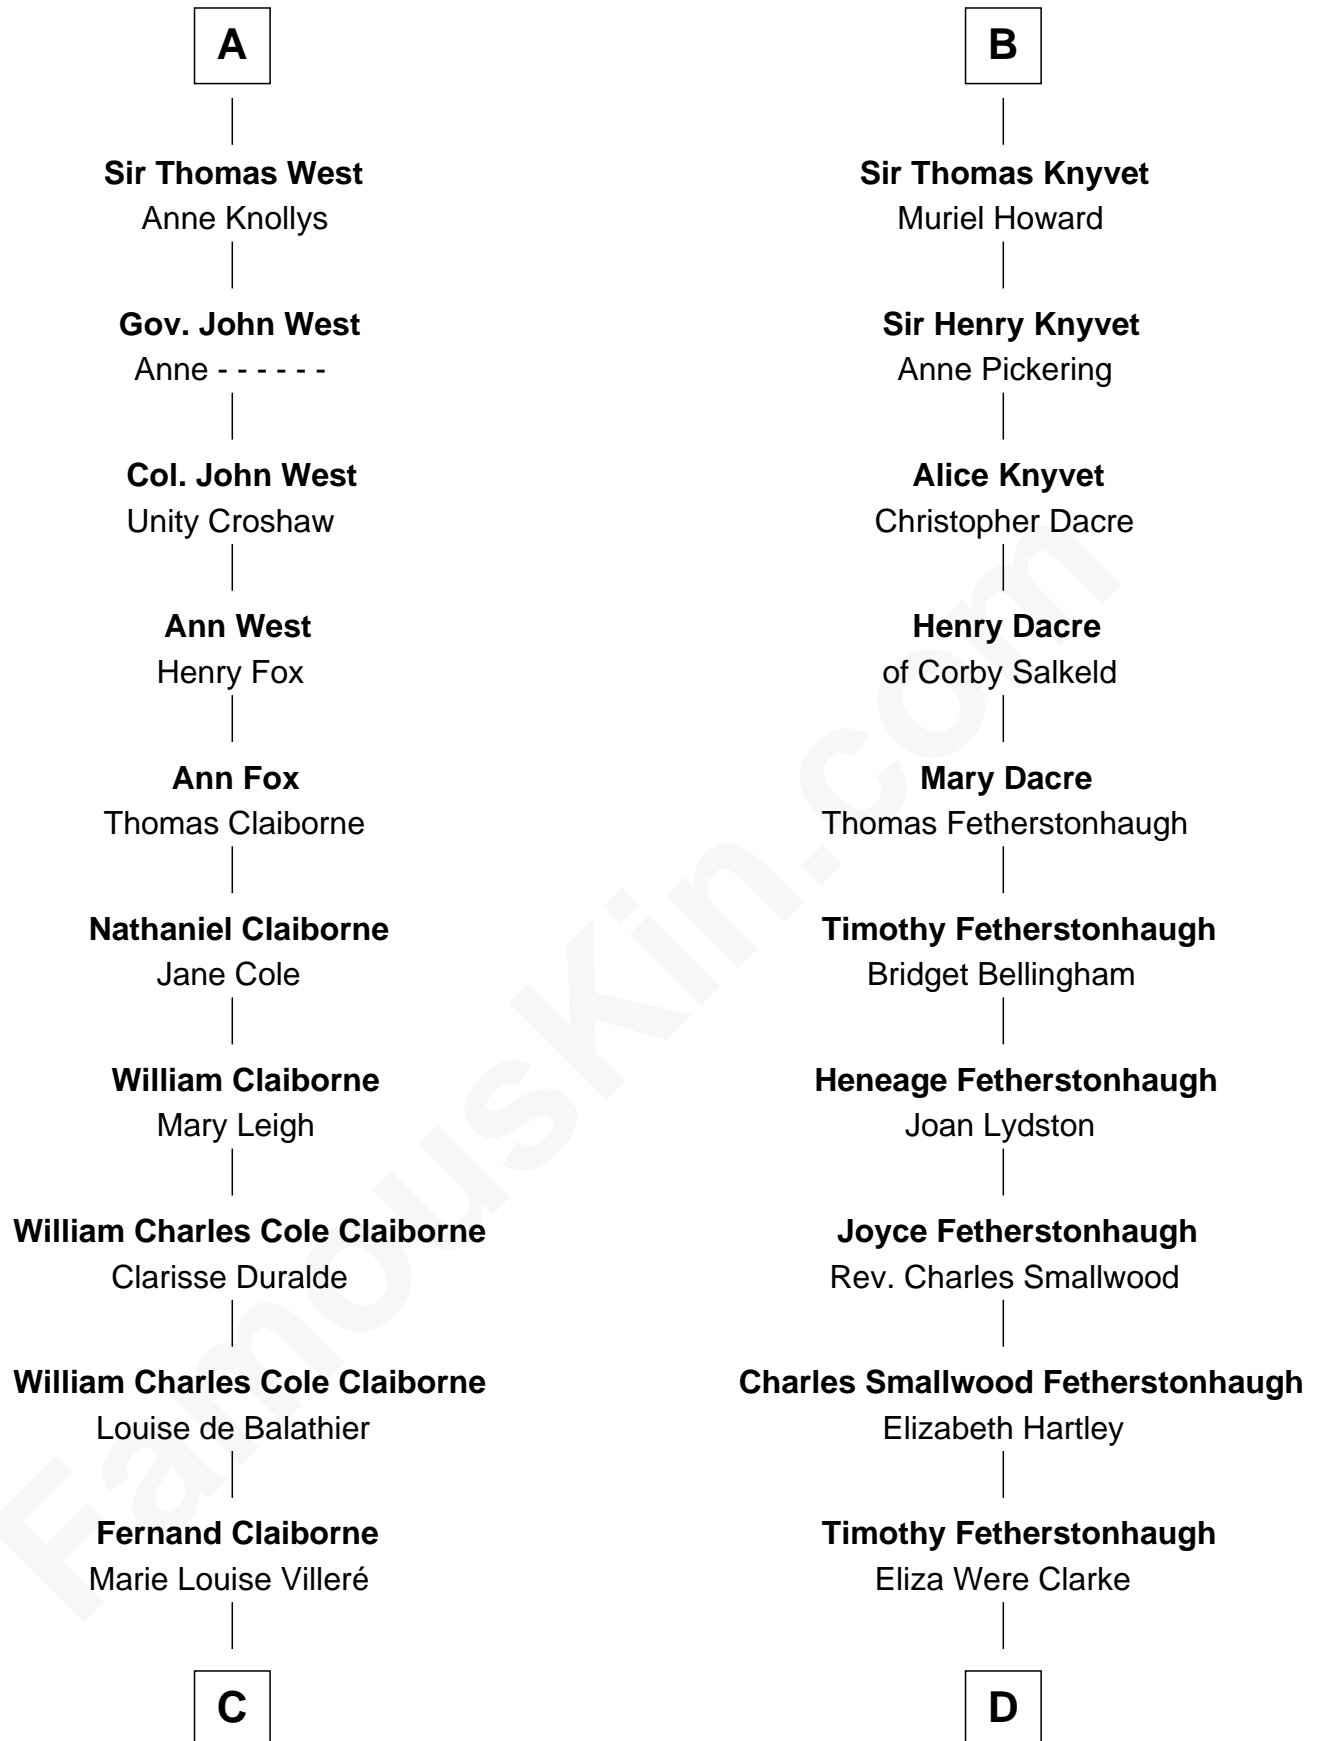 A
Sir Thomas West
Anne Knollys
Gov. John West
Anne - - - - - -
Col. John West
Unity Croshaw
Ann West
Henry Fox
Ann Fox
Thomas Claiborne
Nathaniel Claiborne
Jane Cole
William Claiborne
Mary Leigh
William Charles Cole Claiborne
Clarisse Duralde
William Charles Cole Claiborne
Louise de Balathier
Fernand Claiborne
Marie Louise Villeré
C
B
Sir Thomas Knyvet
Muriel Howard
Sir Henry Knyvet
Anne Pickering
Alice Knyvet
Christopher Dacre
Henry Dacre
of Corby Salkeld
Mary Dacre
Thomas Fetherstonhaugh
Timothy Fetherstonhaugh
Bridget Bellingham
Heneage Fetherstonhaugh
Joan Lydston
Joyce Fetherstonhaugh
Rev. Charles Smallwood
Charles Smallwood Fetherstonhaugh
Elizabeth Hartley
Timothy Fetherstonhaugh
Eliza Were Clarke
D
FamousKin.com